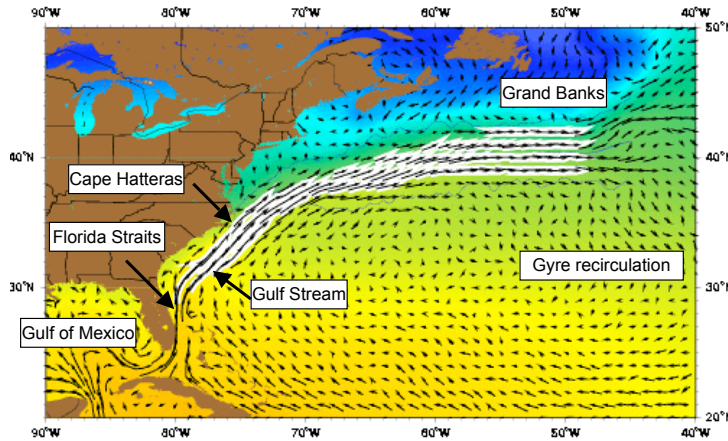 90°W 80°W 70°W 60°W 50°W 40°W
50°N
Grand Banks
40°N 40°N
Cape Hatteras
Florida Straits
Gyre recirculation
30°N 30°N
Gulf Stream
Gulf of Mexico
20°N
90°W 80°W 70°W 60°W 50°W 40°W